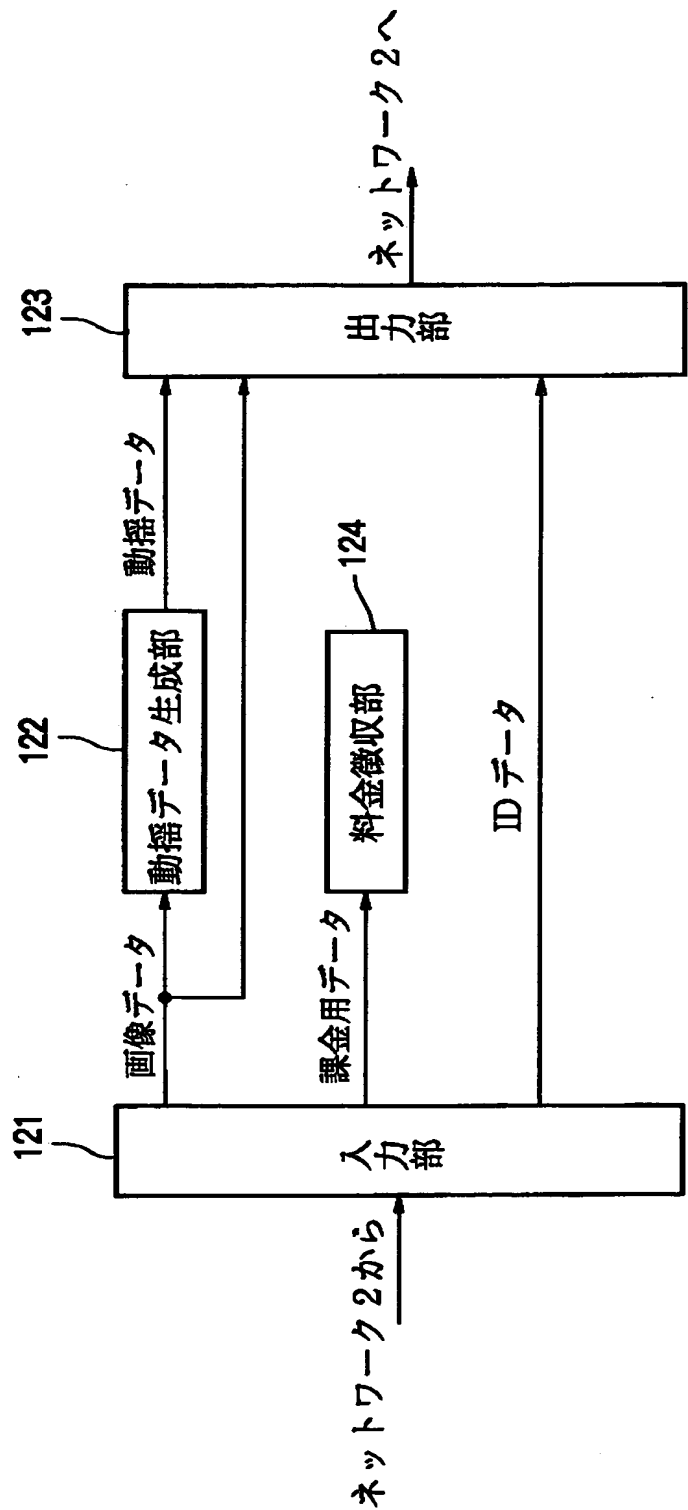 ネットワーク2から
121
入力部
画像データ
課金用データ
IDデータ
122
動揺データ生成部
124
料金徴収部
動揺データ
123
出力部
ネットワーク2へ